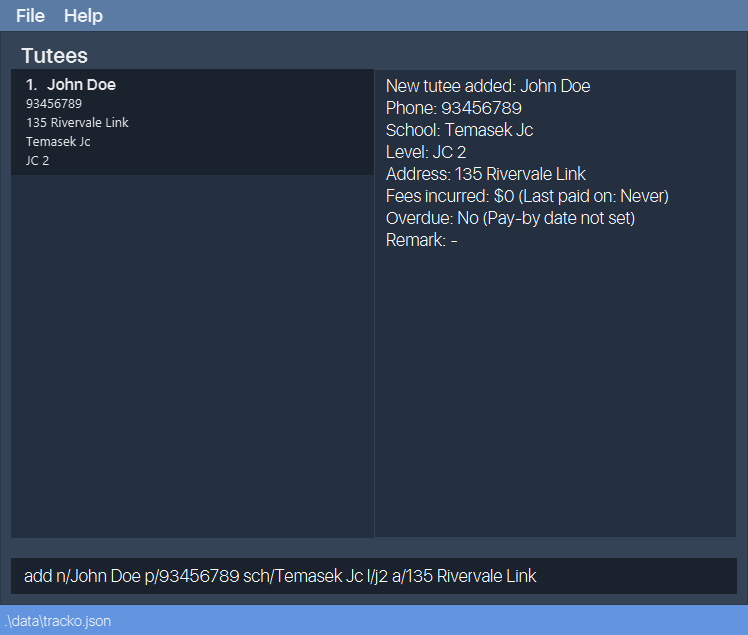 File Help
Tutees
1. John Doe
93456789
135 Rivervale Link
Temasek Jc
JC 2
New tutee added: John Doe
Phone: 93456789
School: Temasek Jc
Level: JC 2
Address: 135 Rivervale Link
Fees incurred: $0 (Last paid on: Never)
Overdue: No (Pay-by date not set)
Remark: -
add n/John Doe p/93456789 sch/Temasek Jc l/j2 a/135 Rivervale Link
.\data\tracko.json